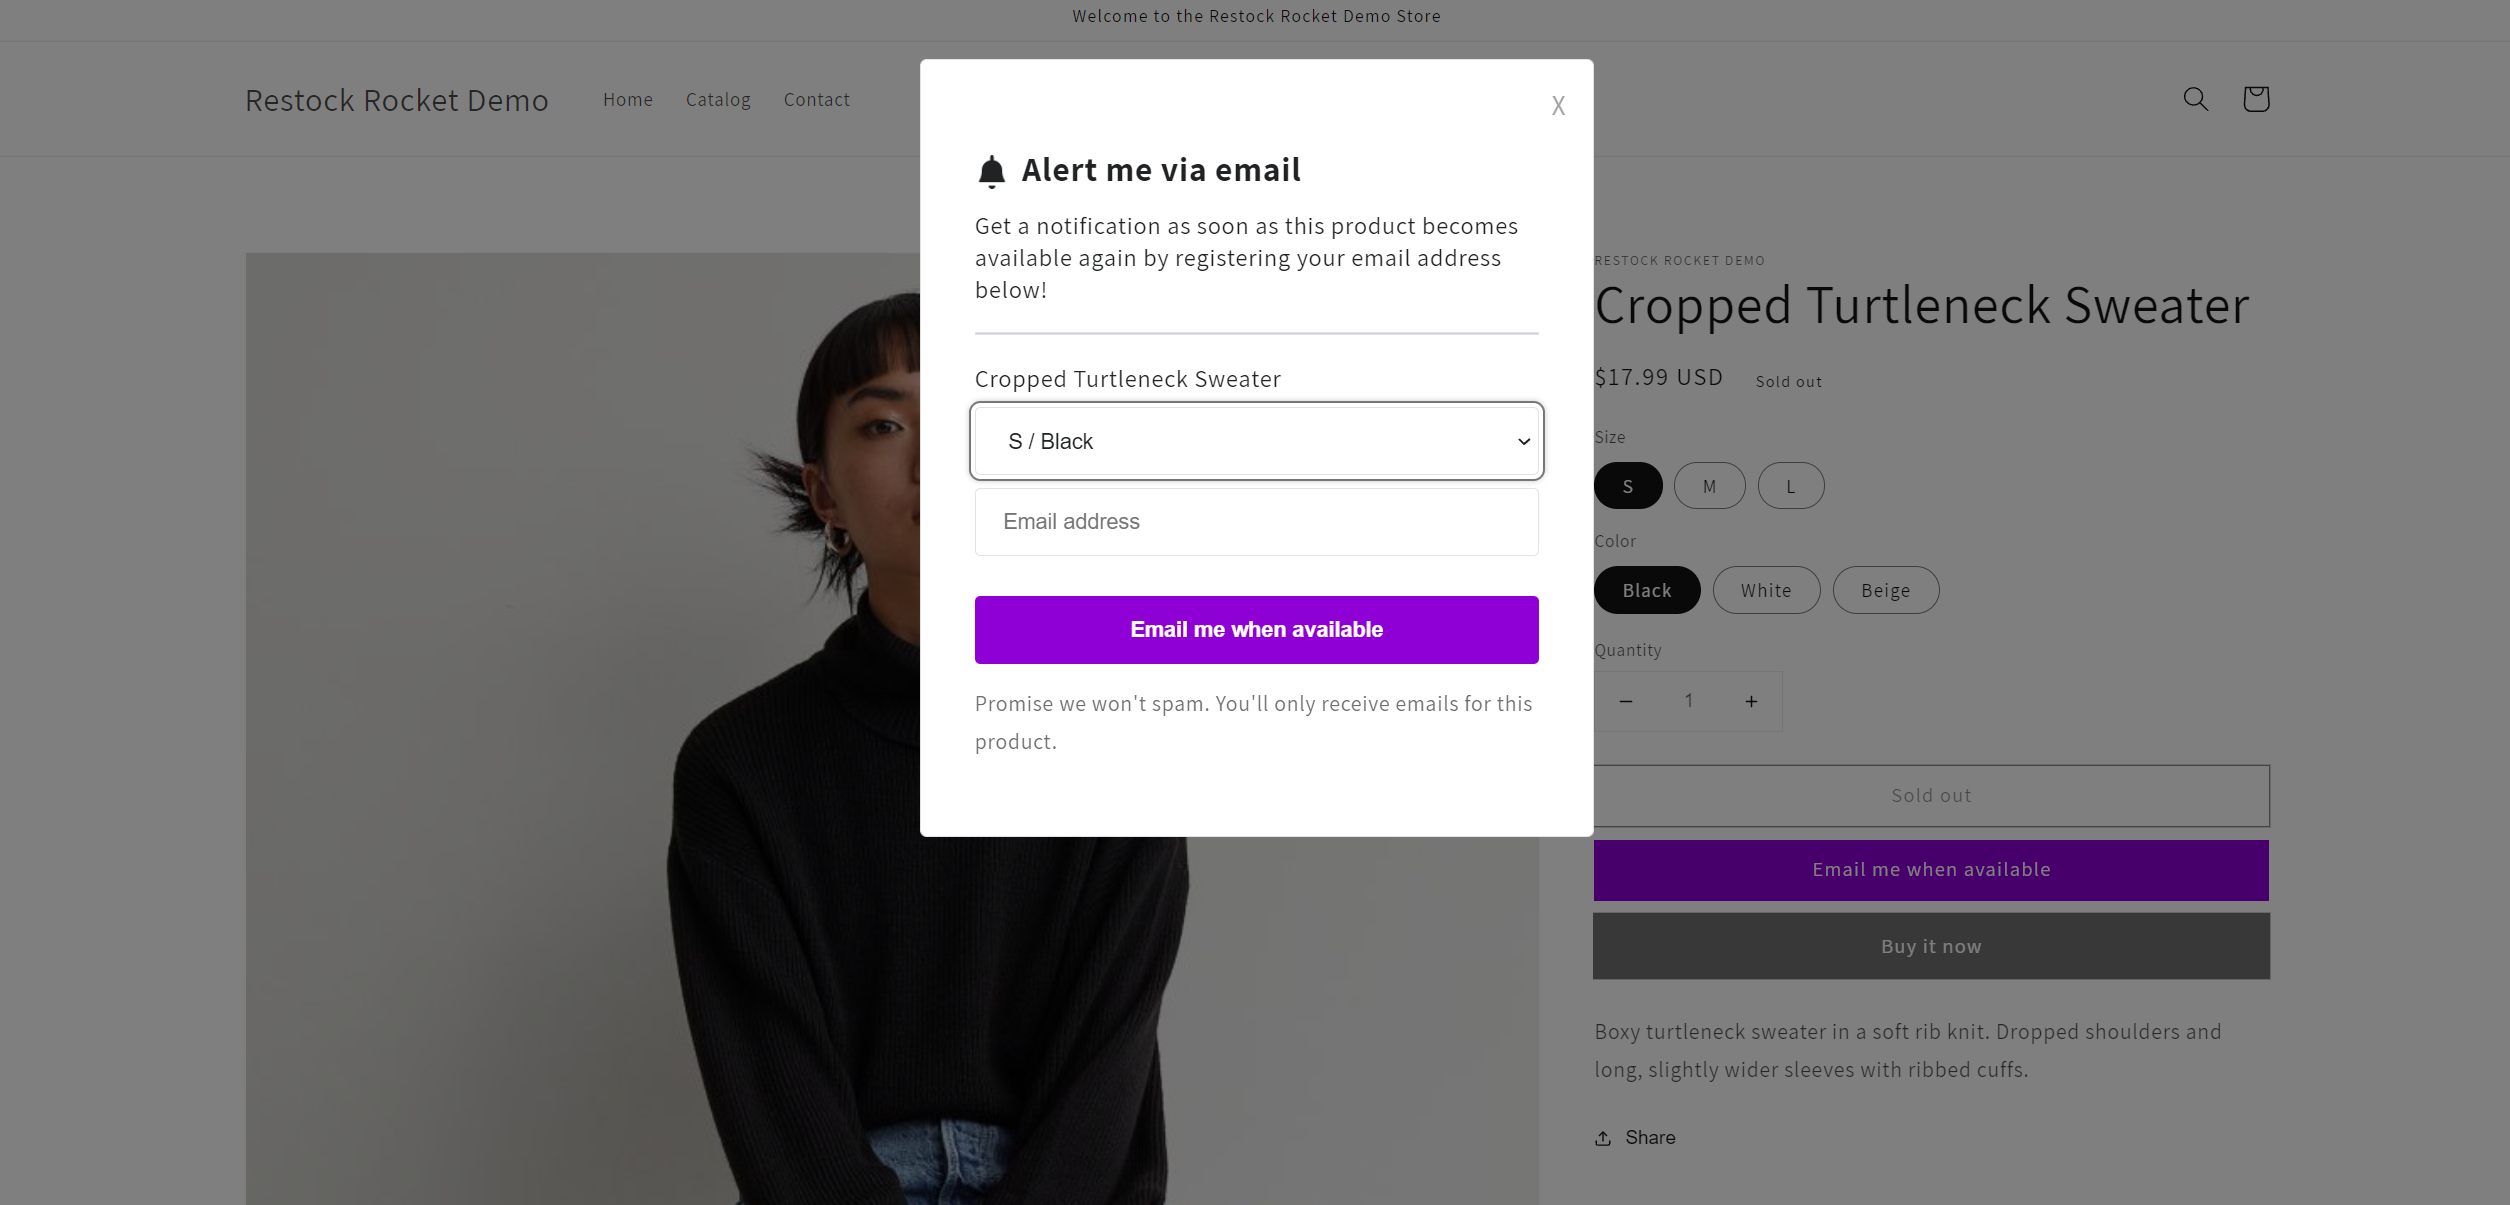 Welcome to the Restock Rocket Demo Store
Restock Rocket Demo
Home
Catalog
Contact
X
Alert me via email
Get a notification as soon as this product becomes
available again by registering your email address
below!
Cropped Turtleneck Sweater
S / Black
Email address
Email me when available
Promise we won't spam. You'll only receive emails for this
product.
RESTOCK ROCKET DEMO
Cropped Turtleneck Sweater
$17.99 USD
Sold out
Size
S
M
L
Color
Black
White
Beige
Quantity
1
Sold out
Email me when available
Buy it now
Boxy turtleneck sweater in a soft rib knit. Dropped shoulders and
long, slightly wider sleeves with ribbed cuffs.
Share